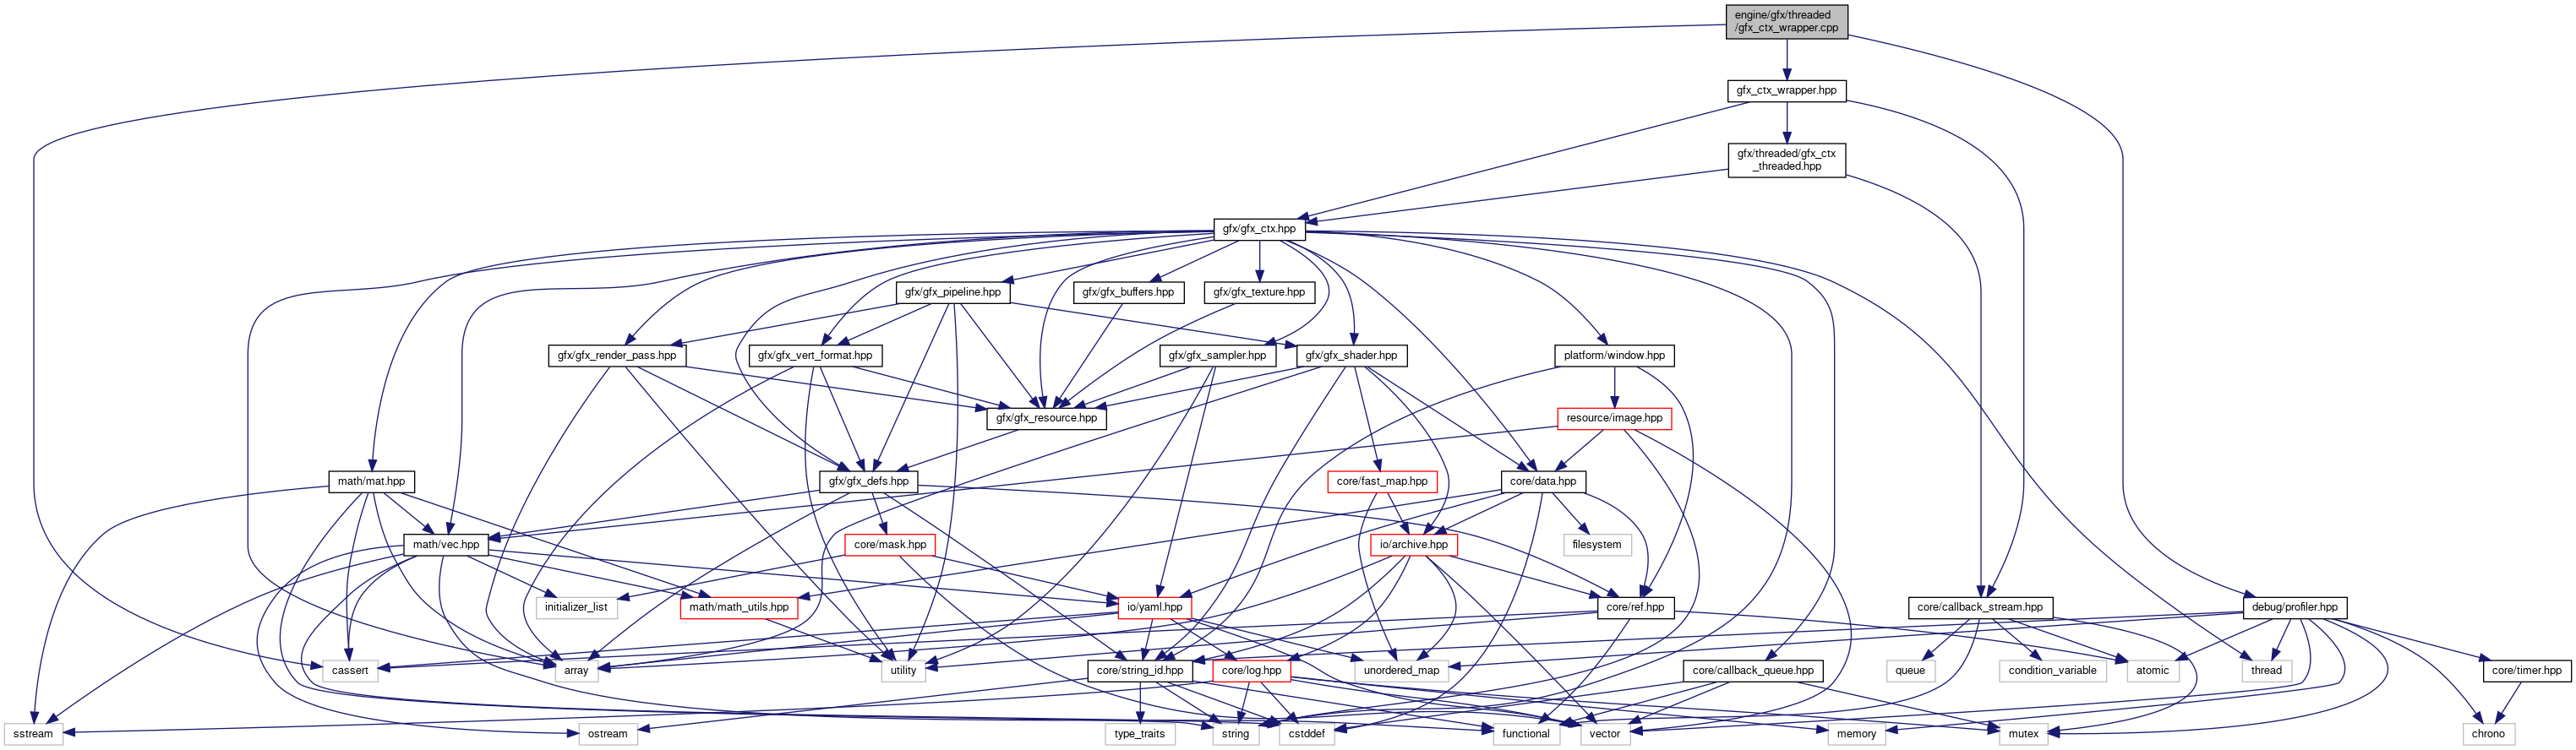 engine/gfx/threaded
/gfx_ctx_wrapper.cpp
gfx_ctx_wrapper.hpp
gfx/threaded/gfx_ctx
_threaded.hpp
gfx/gfx_ctx.hpp
gfx/gfx_pipeline.hpp
gfx/gfx_buffers.hpp
gfx/gfx_texture.hpp
gfx/gfx_render_pass.hpp
gfx/gfx_vert_format.hpp
gfx/gfx_sampler.hpp
gfx/gfx_shader.hpp
platform/window.hpp
gfx/gfx_resource.hpp
resource/image.hpp
math/mat.hpp
gfx/gfx_defs.hpp
core/fast_map.hpp
core/data.hpp
math/vec.hpp
core/mask.hpp
io/archive.hpp
filesystem
initializer_list
math/math_utils.hpp
io/yaml.hpp
core/ref.hpp
core/callback_stream.hpp
debug/profiler.hpp
cassert
array
utility
core/string_id.hpp
core/log.hpp
unordered_map
core/callback_queue.hpp
queue
condition_variable
atomic
thread
core/timer.hpp
sstream
ostream
type_traits
string
cstddef
functional
vector
memory
mutex
chrono